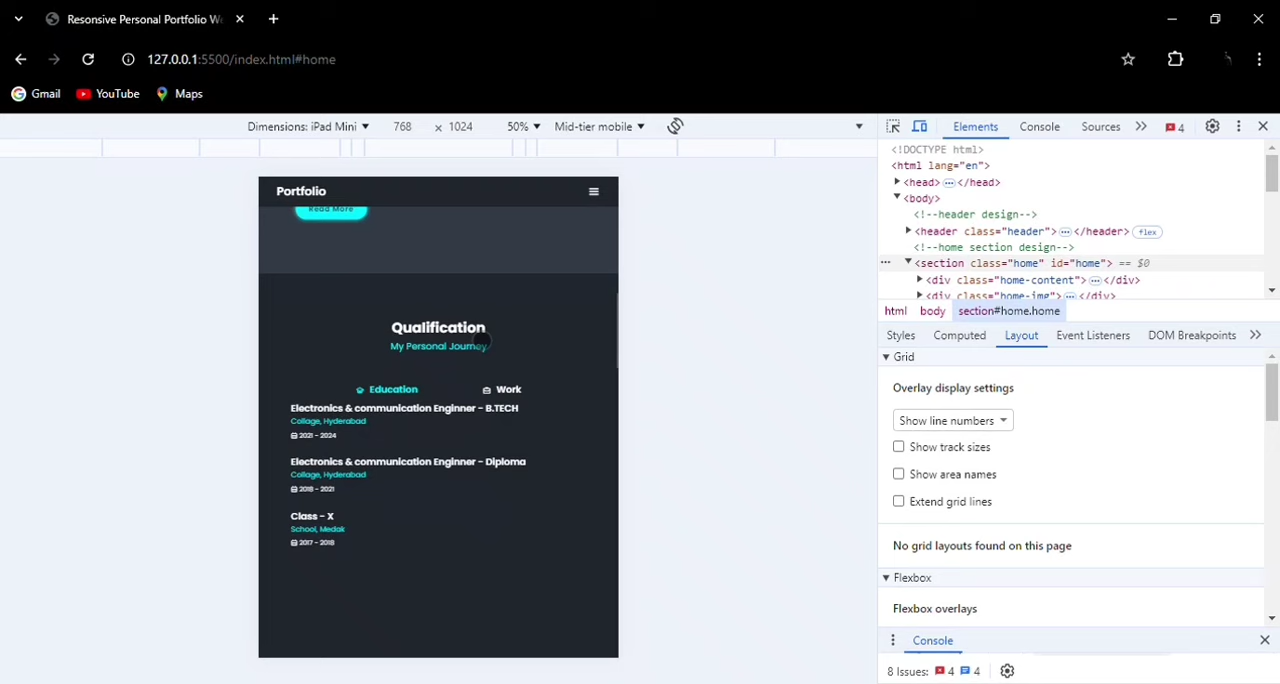 Resonsive Personal Portfolio W
127.0.0.1:5500/index.html#home
Gmail YouTube Maps
Dimensions: iPad Mini 768 × 1024 50% Mid-tier mobile
Elements Console Sources 4
Portfolio
Read More
Qualification
My Personal Journey
Education Work
Electronics & communication Enginner - B.TECH
Collage, Hyderabad
2021 - 2024
Electronics & communication Enginner - Diploma
Collage, Hyderabad
2018 - 2021
Class - X
School, Medak
2017 - 2018
<!DOCTYPE html>
<html lang="en">
<head>…</head>
<body>
<!--header design-->
<header class="header">…</header> flex
<!--home section design-->
… <section class="home" id="home"> == $0
<div class="home-content">…</div>
<div class="home-img">…</div>
html body section#home.home
Styles Computed Layout Event Listeners DOM Breakpoints
Grid
Overlay display settings
Show line numbers
Show track sizes
Show area names
Extend grid lines
No grid layouts found on this page
Flexbox
Flexbox overlays
Console
8 Issues: 4 4